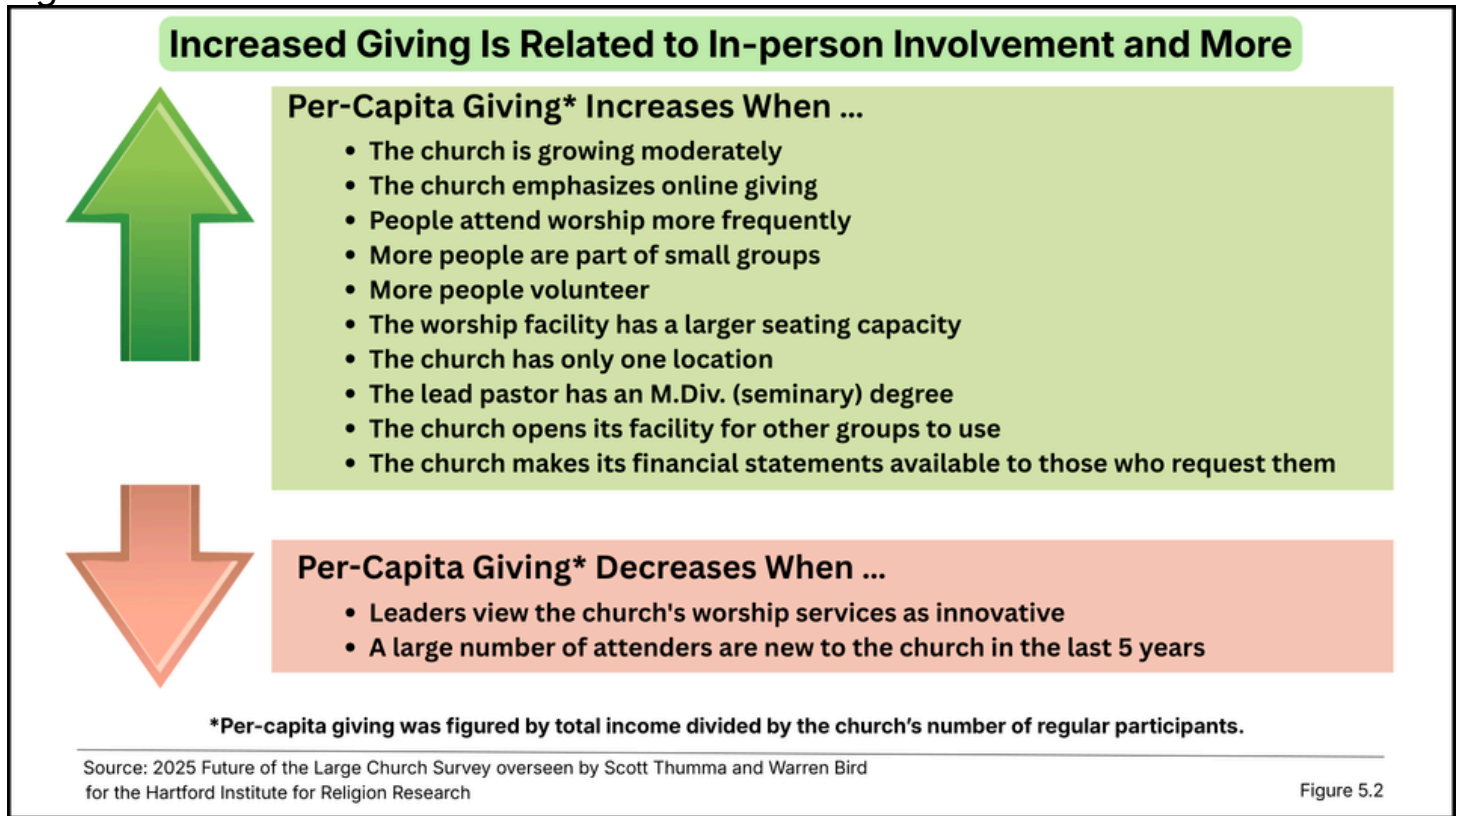 Increased Giving Is Related to In-person Involvement and More
Per-Capita Giving* Increases When ...
• The church is growing moderately
• The church emphasizes online giving
• People attend worship more frequently
• More people are part of small groups
• More people volunteer
• The worship facility has a larger seating capacity
• The church has only one location
• The lead pastor has an M.Div. (seminary) degree
• The church opens its facility for other groups to use
• The church makes its financial statements available to those who request them
Per-Capita Giving* Decreases When ...
• Leaders view the church's worship services as innovative
• A large number of attenders are new to the church in the last 5 years
*Per-capita giving was figured by total income divided by the church’s number of regular participants.
Source: 2025 Future of the Large Church Survey overseen by Scott Thumma and Warren Bird
for the Hartford Institute for Religion Research
Figure 5.2